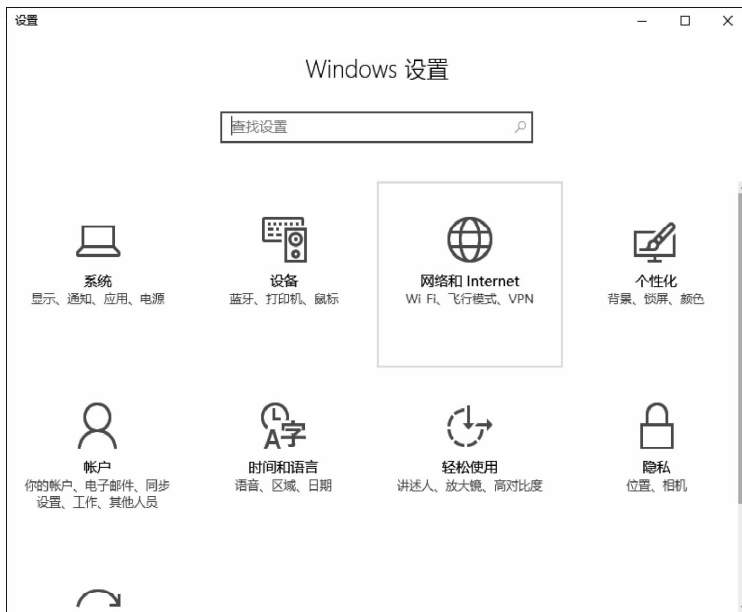 设置
Windows 设置
查找设置
系统
显示、通知、应用、电源
设备
蓝牙、打印机、鼠标
网络和 Internet
Wi Fi、飞行模式、VPN
个性化
背景、锁屏、颜色
帐户
你的帐户、电子邮件、同步
设置、工作、其他人员
时间和语言
语音、区域、日期
轻松使用
讲述人、放大镜、高对比度
隐私
位置、相机